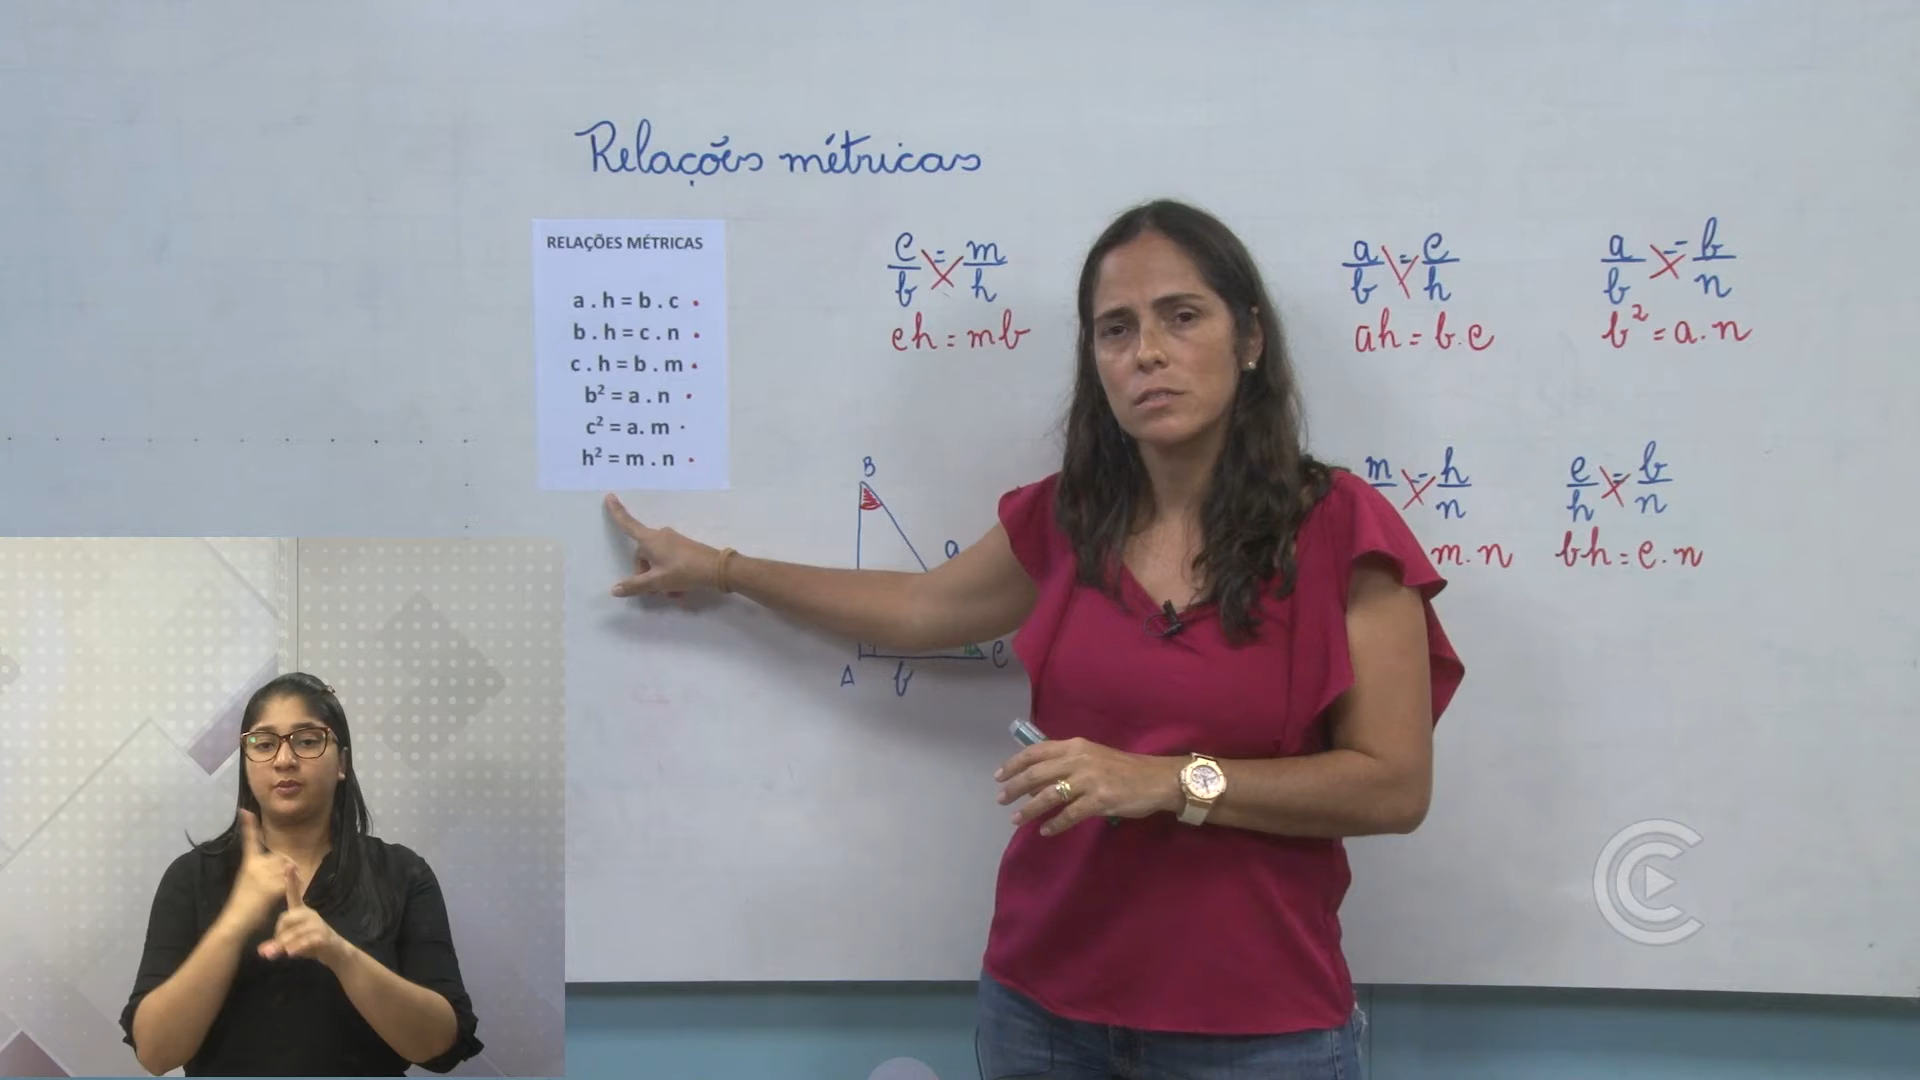 Relações métricas
RELAÇÕES MÉTRICAS
a . h = b . c
b . h = c . n
c . h = b . m
b² = a . n
c² = a. m
h² = m . n
c/b = m/h
ch = mb
a/b = c/h
ah = b.c
a/b = b/n
b² = a.n
m h/n
m.n
c/h = b/n
bh = c.n
B
a
A
b
C